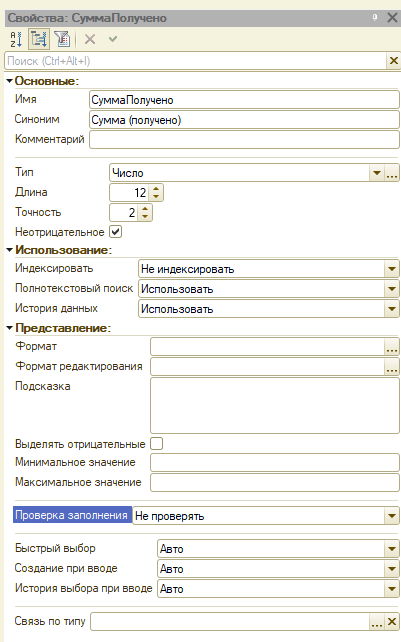 Свойства: СуммаПолучено
Поиск (Ctrl+Alt+I)
Основные:
Имя СуммаПолучено
Синоним Сумма (получено)
Комментарий
Тип Число
Длина 12
Точность 2
Неотрицательное
Использование:
Индексировать Не индексировать
Полнотекстовый поиск Использовать
История данных Использовать
Представление:
Формат
Формат редактирования
Подсказка
Выделять отрицательные
Минимальное значение
Максимальное значение
Проверка заполнения Не проверять
Быстрый выбор Авто
Создание при вводе Авто
История выбора при вводе Авто
Связь по типу